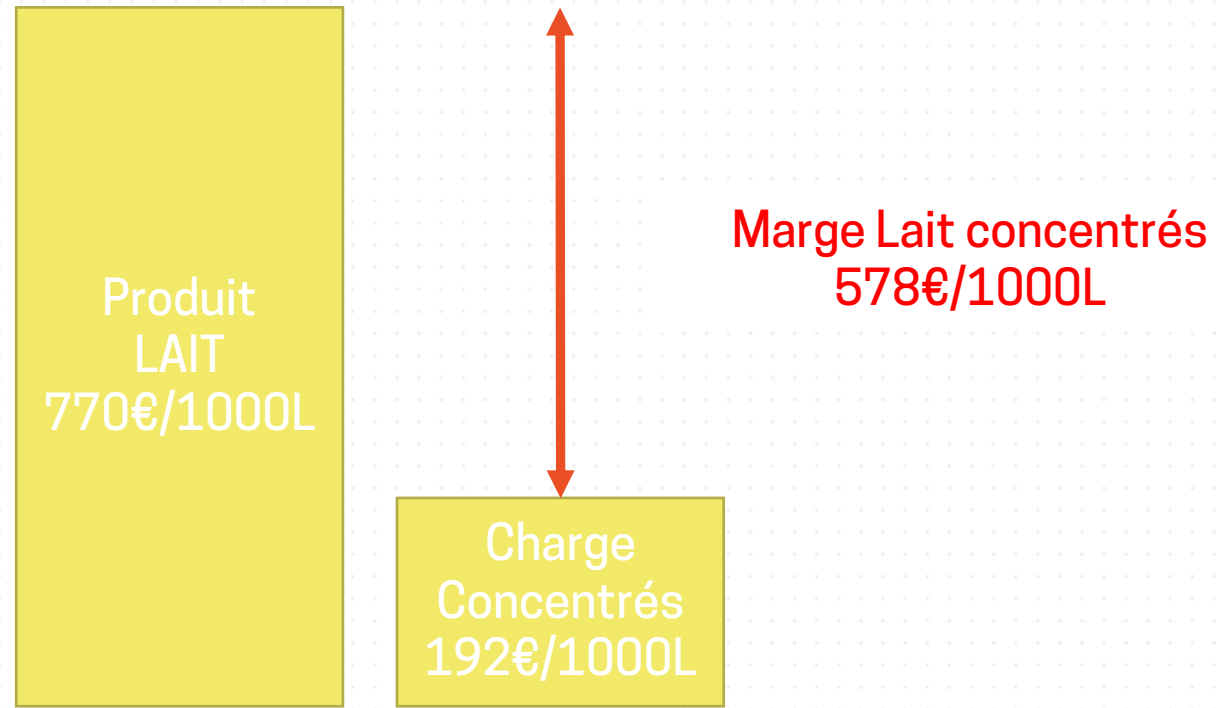 Produit
LAIT
770€/1000L
Marge Lait concentrés
578€/1000L
Charge
Concentrés
192€/1000L